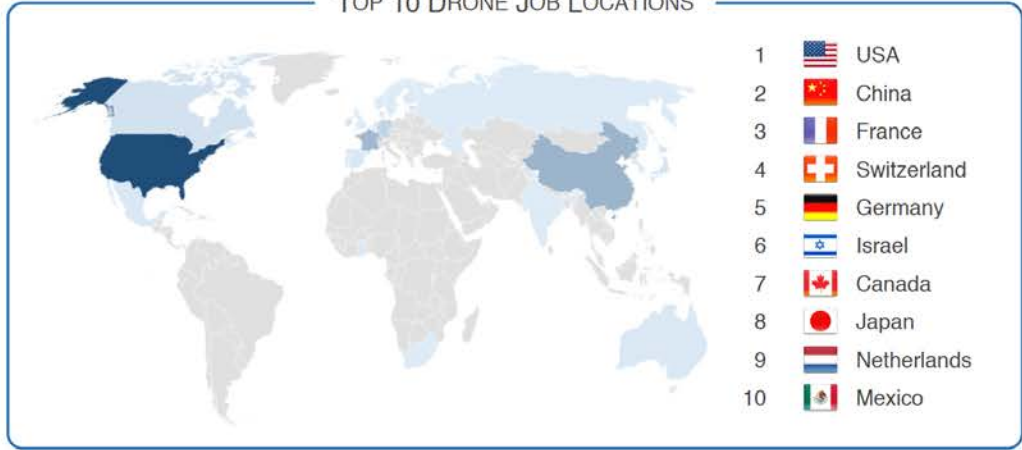 TOP 10 DRONE JOB LOCATIONS
1 USA
2 China
3 France
4 Switzerland
5 Germany
6 Israel
7 Canada
8 Japan
9 Netherlands
10 Mexico